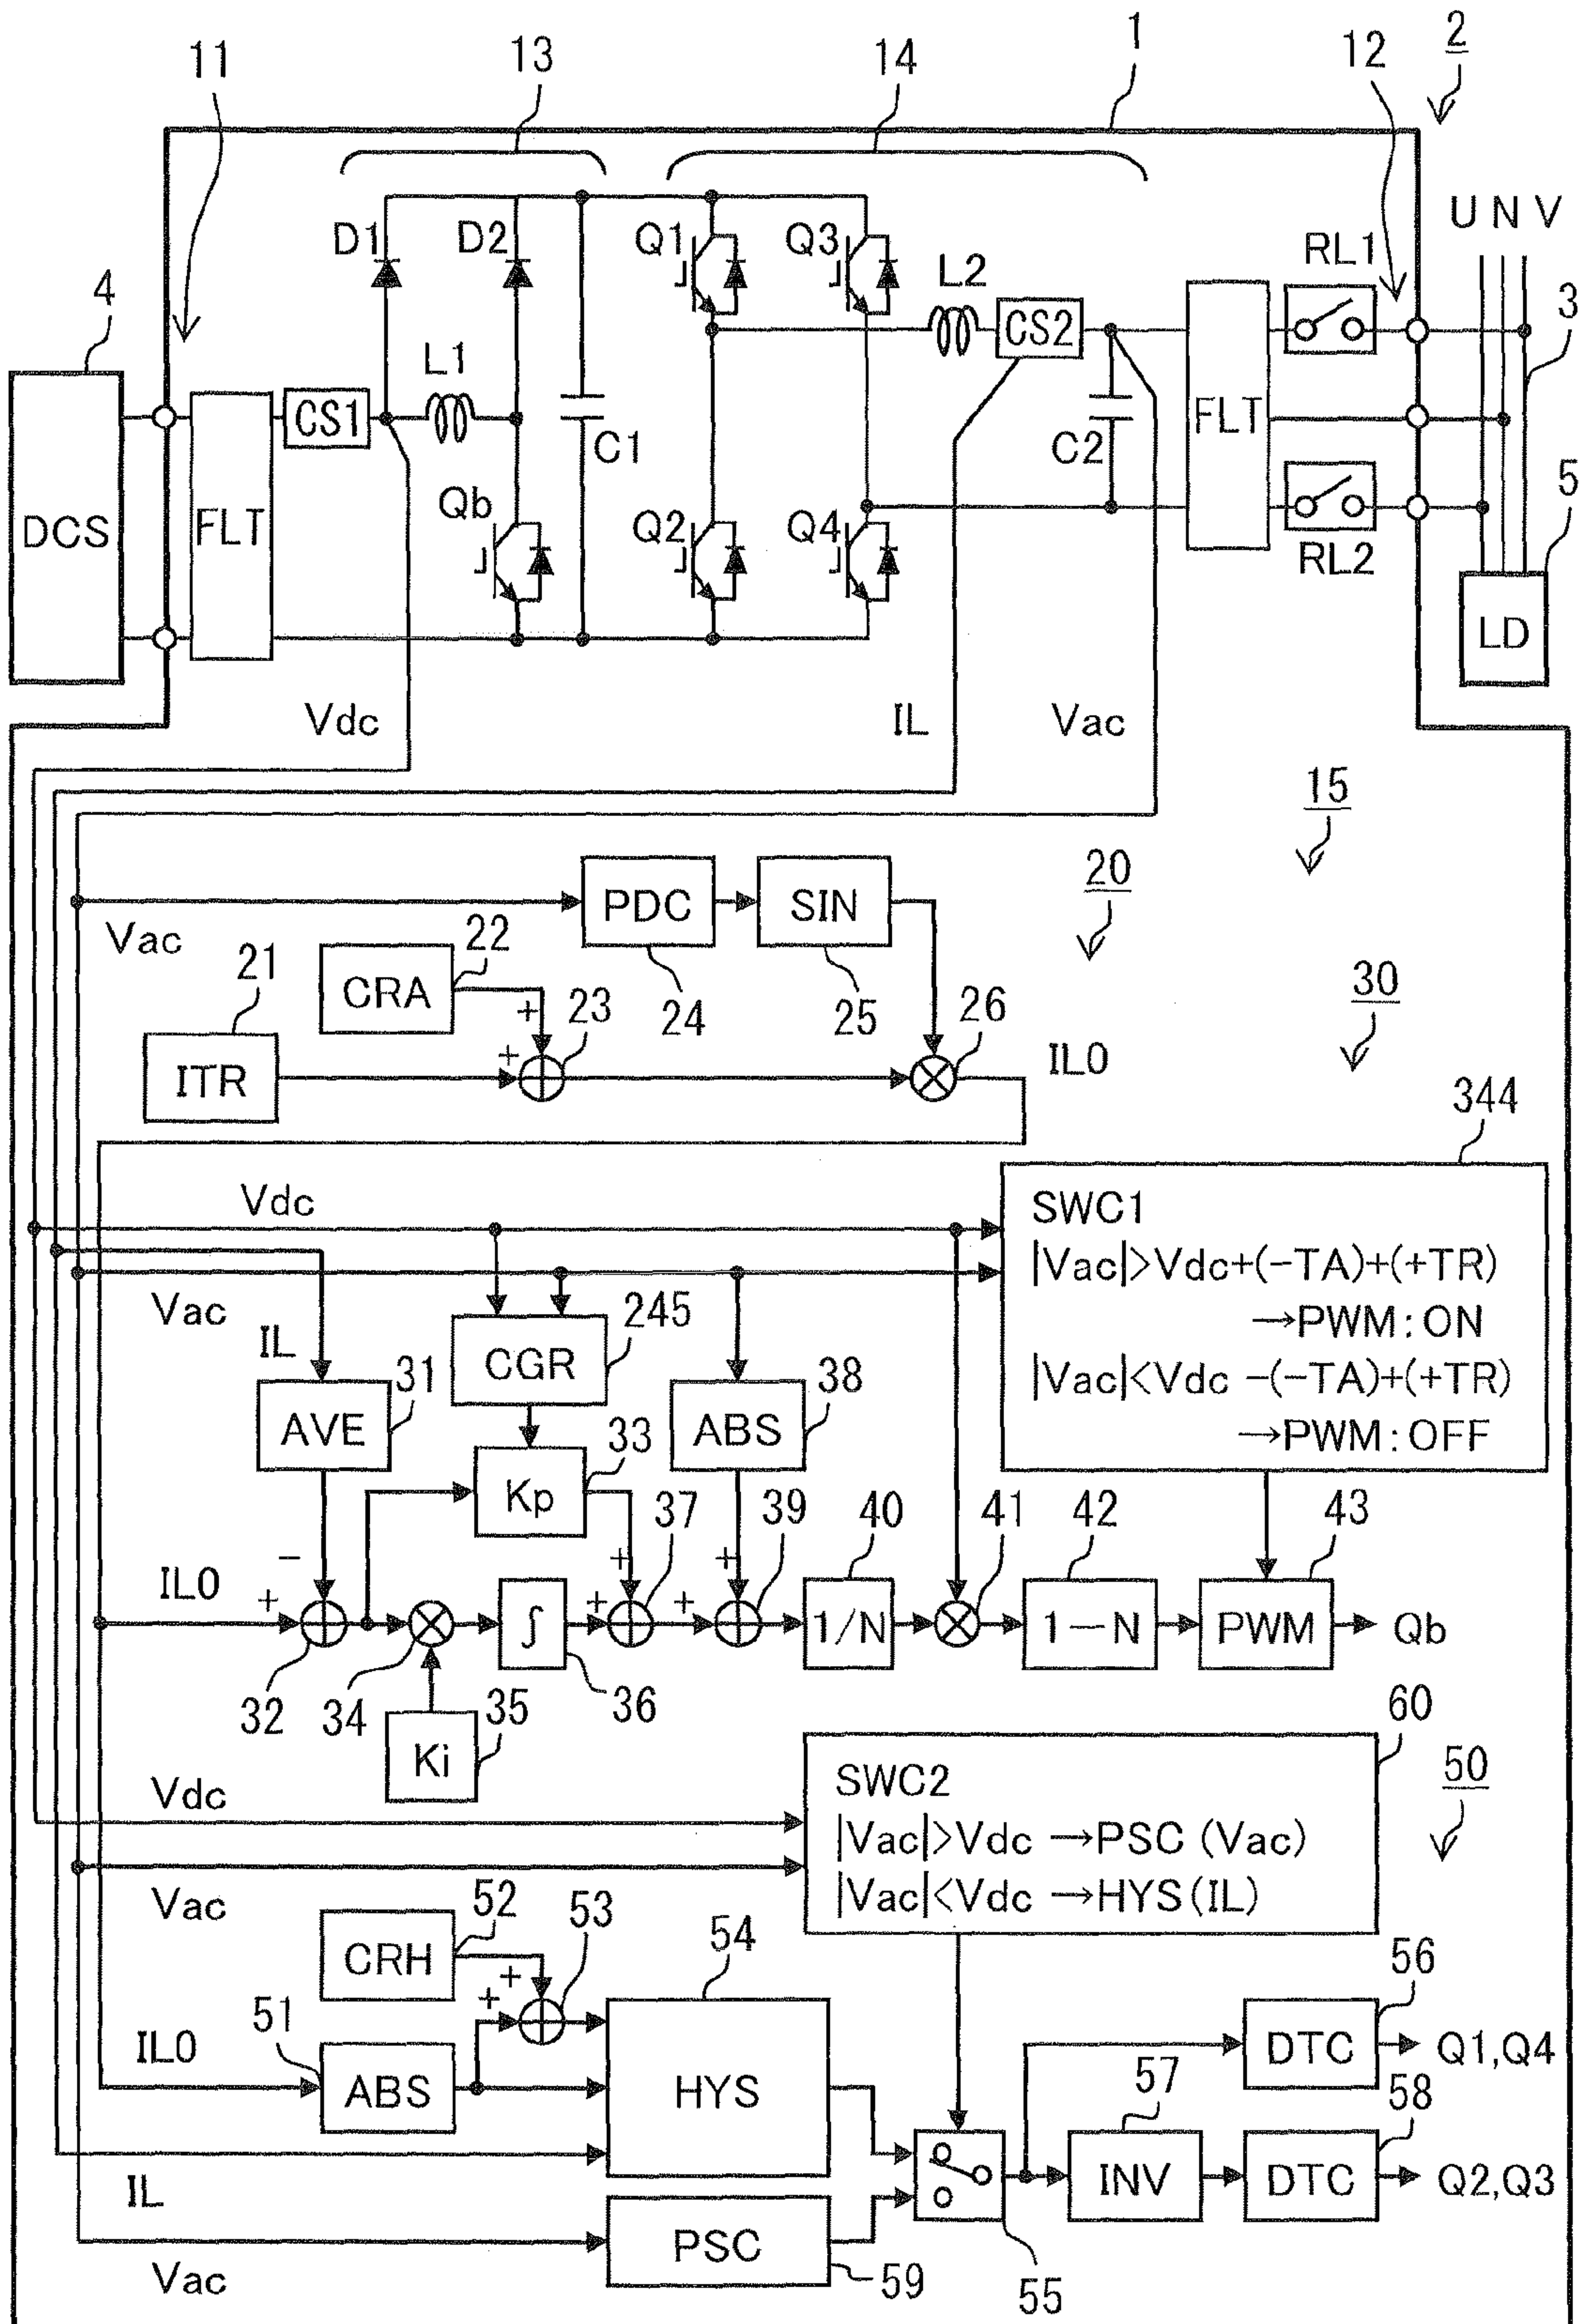 1
2
11
13
14
12
U N V
D1
D2
Q1
Q3
L2
RL1
4
L1
CS2
3
CS1
C1
C2
FLT
DCS
FLT
Qb
Q2
Q4
RL2
5
LD
Vdc
IL
Vac
15
20
PDC
SIN
Vac
22
21
CRA
+
23
24
25
26
30
ITR
+
IL0
344
Vdc
SWC1
|Vac|>Vdc+(-TA)+(+TR)
→PWM:ON
|Vac|<Vdc -(-TA)+(+TR)
→PWM:OFF
Vac
245
IL
CGR
31
38
AVE
ABS
33
Kp
37
39
40
41
42
43
−
+
+
IL0
+
+
+
∫
1/N
1−N
PWM
Qb
32
34
35
36
Ki
60
50
Vdc
SWC2
|Vac|>Vdc →PSC (Vac)
|Vac|<Vdc →HYS(IL)
Vac
52
53
54
CRH
+
+
56
51
IL0
ABS
HYS
DTC
Q1,Q4
57
58
INV
DTC
Q2,Q3
IL
PSC
59
55
Vac